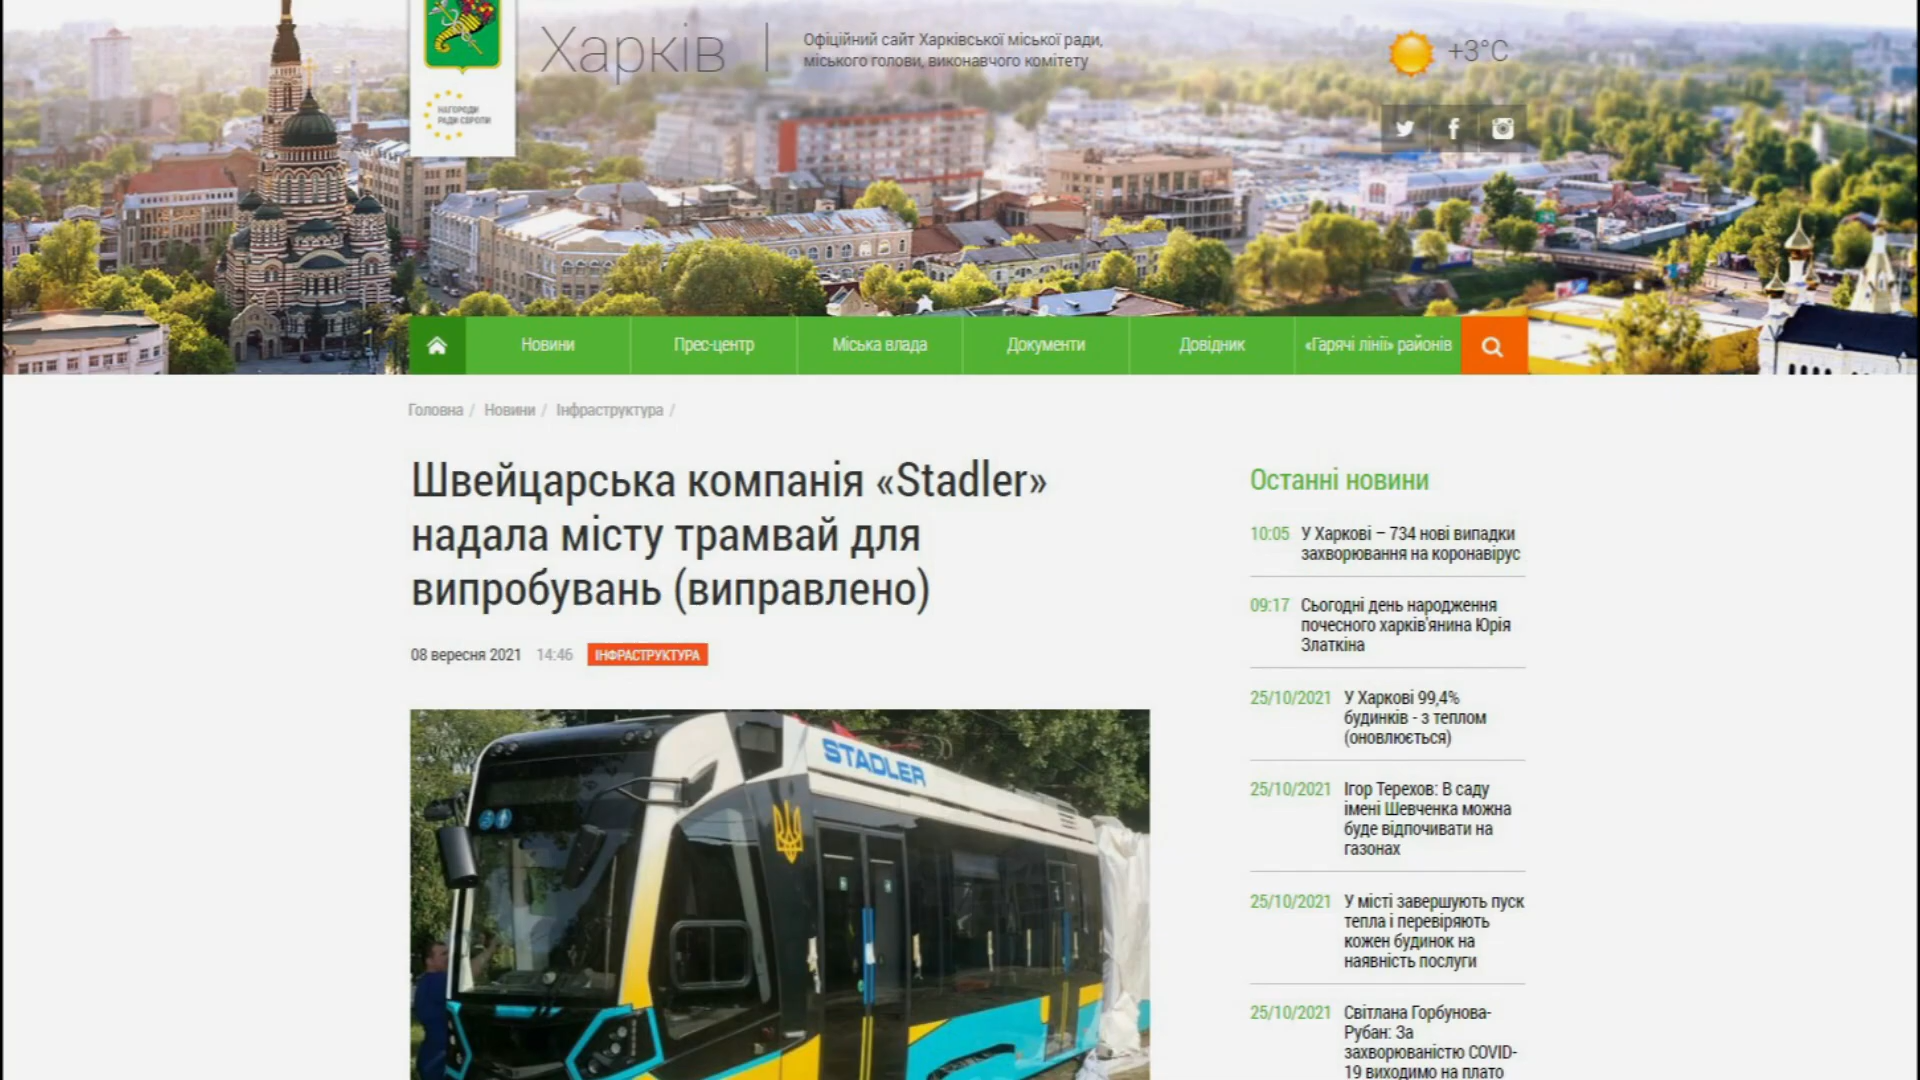 НАГОРОДИ
РАДИ ЄВРОПИ
Харків
Офіційний сайт Харківської міської ради,
міського голови, виконавчого комітету
+3°C
Новини
Прес-центр
Міська влада
Документи
Довідник
«Гарячі лінії» районів
Головна / Новини / Інфраструктура /
Швейцарська компанія «Stadler»
надала місту трамвай для
випробувань (виправлено)
08 вересня 2021 14:46 ІНФРАСТРУКТУРА
STADLER
Останні новини
10:05 У Харкові – 734 нові випадки
захворювання на коронавірус
09:17 Сьогодні день народження
почесного харків'янина Юрія
Златкіна
25/10/2021 У Харкові 99,4%
будинків - з теплом
(оновлюється)
25/10/2021 Ігор Терехов: В саду
імені Шевченка можна
буде відпочивати на
газонах
25/10/2021 У місті завершують пуск
тепла і перевіряють
кожен будинок на
наявність послуги
25/10/2021 Світлана Горбунова-
Рубан: За
захворюваністю COVID-
19 виходимо на плато